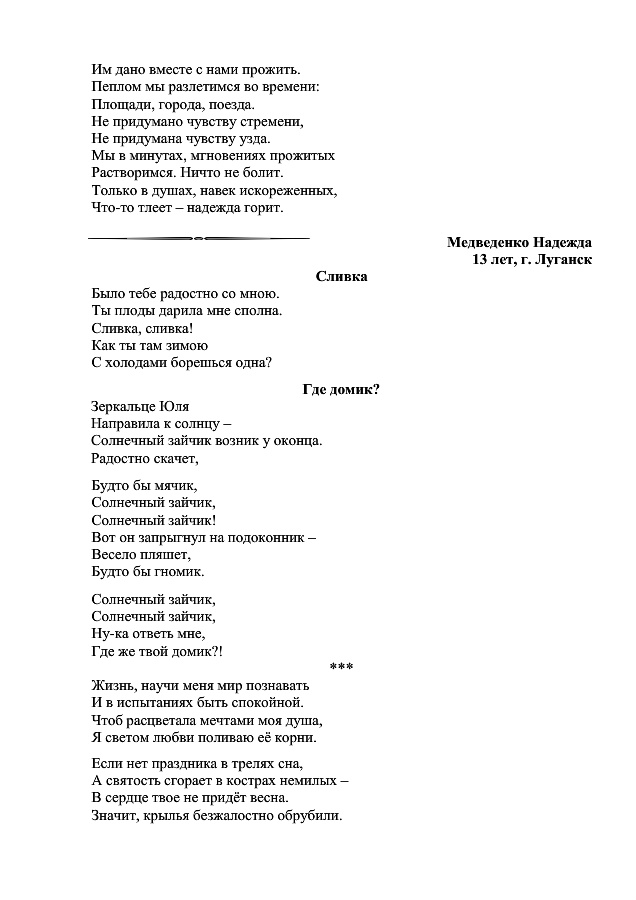 Им дано вместе с нами прожить.
Пеплом мы разлетимся во времени:
Площади, города, поезда.
Не придумано чувству стремени,
Не придумана чувству узда.
Мы в минутах, мгновениях прожитых
Растворимся. Ничто не болит.
Только в душах, навек искореженных,
Что-то тлеет – надежда горит.
Медведенко Надежда
13 лет, г. Луганск
Сливка
Было тебе радостно со мною.
Ты плоды дарила мне сполна.
Сливка, сливка!
Как ты там зимою
С холодами борешься одна?
Где домик?
Зеркальце Юля
Направила к солнцу –
Солнечный зайчик возник у оконца.
Радостно скачет,
Будто бы мячик,
Солнечный зайчик,
Солнечный зайчик!
Вот он запрыгнул на подоконник –
Весело пляшет,
Будто бы гномик.
Солнечный зайчик,
Солнечный зайчик,
Ну-ка ответь мне,
Где же твой домик?!
***
Жизнь, научи меня мир познавать
И в испытаниях быть спокойной.
Чтоб расцветала мечтами моя душа,
Я светом любви поливаю её корни.
Если нет праздника в трелях сна,
А святость сгорает в кострах немилых –
В сердце твое не придёт весна.
Значит, крылья безжалостно обрубили.